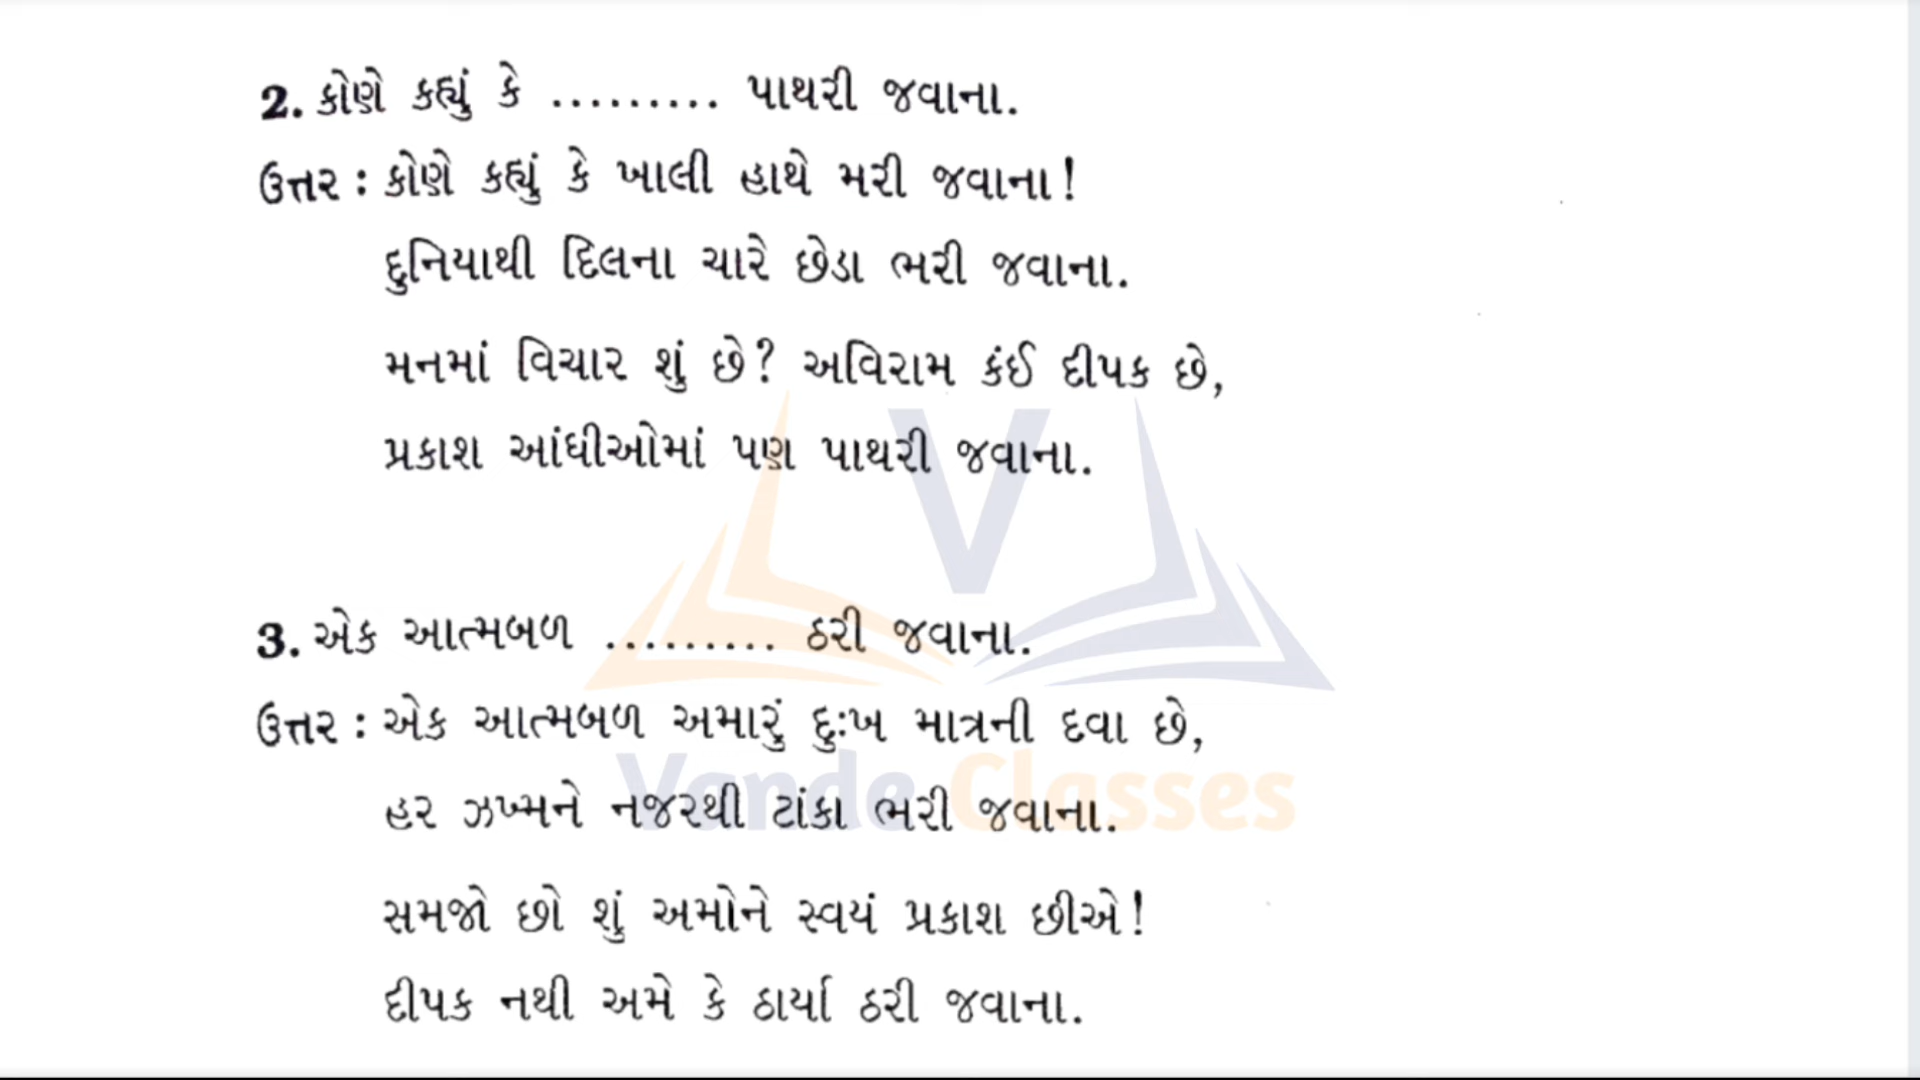 2. કોણે કહ્યું કે ......... પાથરી જવાના.
ઉત્તર : કોણે કહ્યું કે ખાલી હાથે મરી જવાના!
દુનિયાથી દિલના ચારે છેડા ભરી જવાના.
મનમાં વિચાર શું છે? અવિરામ કંઈ દીપક છે,
પ્રકાશ આંધીઓમાં પણ પાથરી જવાના.
3. એક આત્મબળ ......... ઠરી જવાના.
ઉત્તર : એક આત્મબળ અમારું દુઃખ માત્રની દવા છે,
હર ઝખ્મને નજરથી ટાંકા ભરી જવાના.
સમજો છો શું અમોને સ્વયં પ્રકાશ છીએ!
દીપક નથી અમે કે ઠાર્યા ઠરી જવાના.
V
Vande Classes